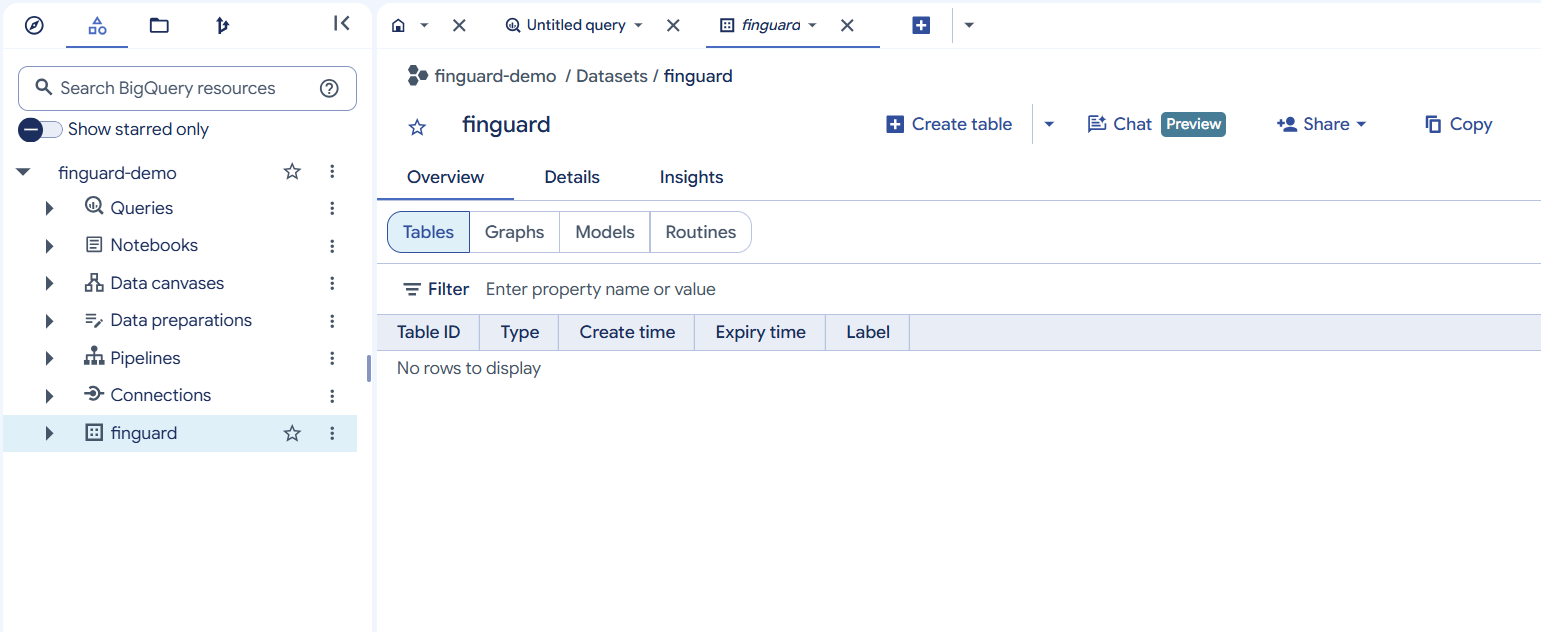 Untitled query
finguard
Search BigQuery resources
Show starred only
finguard-demo
Queries
Notebooks
Data canvases
Data preparations
Pipelines
Connections
finguard
finguard-demo / Datasets / finguard
finguard
Create table
Chat Preview
Share
Copy
Overview Details Insights
Tables Graphs Models Routines
Filter Enter property name or value
Table ID Type Create time Expiry time Label
No rows to display